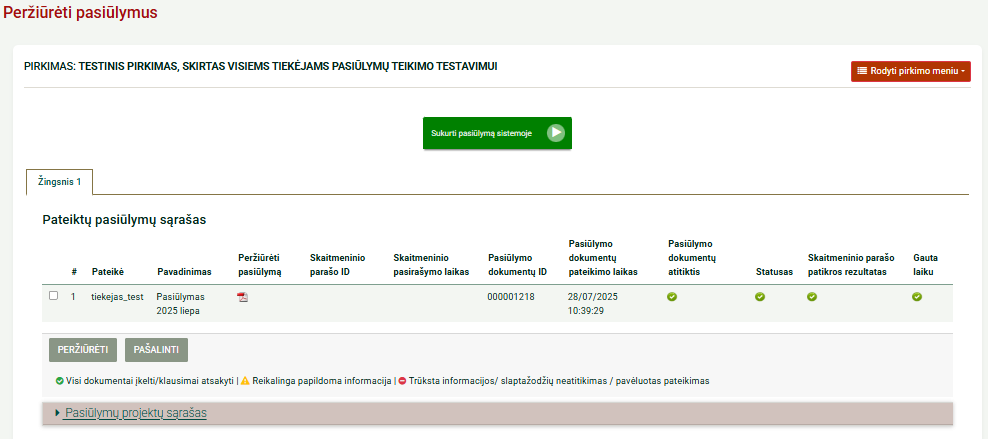 Peržiūrėti pasiūlymus
PIRKIMAS: TESTINIS PIRKIMAS, SKIRTAS VISIEMS TIEKĖJAMS PASIŪLYMŲ TEIKIMO TESTAVIMUI
Rodyti pirkimo meniu
Sukurti pasiūlymą sistemoje
Žingsnis 1
Pateiktų pasiūlymų sąrašas
# Pateikė Pavadinimas Peržiūrėti pasiūlymą Skaitmeninio parašo ID Skaitmeninio pasirašymo laikas Pasiūlymo dokumentų ID Pasiūlymo dokumentų pateikimo laikas Pasiūlymo dokumentų atitiktis Statusas Skaitmeninio parašo patikros rezultatas Gauta laiku
1 tiekejas_test Pasiūlymas 2025 liepa 000001218 28/07/2025 10:39:29
PERŽIŪRĖTI PAŠALINTI
Visi dokumentai įkelti/klausimai atsakyti | Reikalinga papildoma informacija | Trūksta informacijos/ slaptažodžių neatitikimas / pavėluotas pateikimas
Pasiūlymų projektų sąrašas